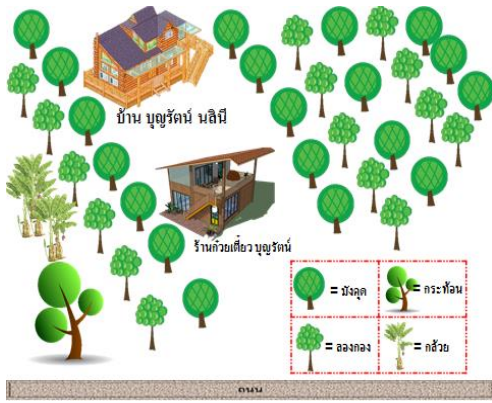 บ้าน บุญรัตน์ นลินี
ร้านก๋วยเตี๋ยว บุญรัตน์
= มังคุด
= กระท้อน
= ลองกอง
= กล้วย
ถนน